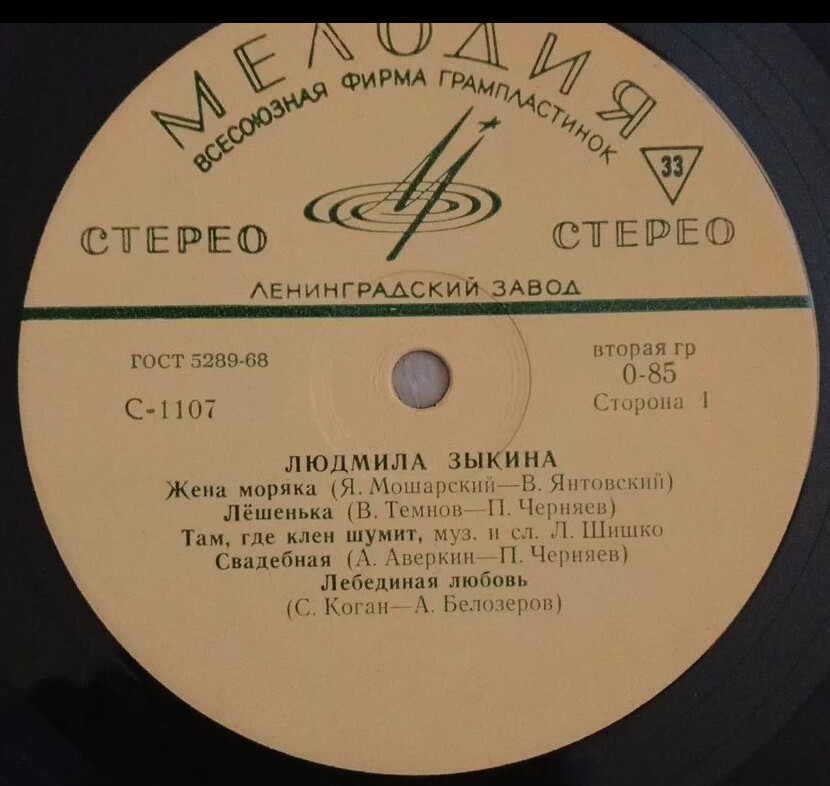 МЕЛОДИЯ
ВСЕСОЮЗНАЯ ФИРМА ГРАМПЛАСТИНОК
33
СТЕРЕО СТЕРЕО
ЛЕНИНГРАДСКИЙ ЗАВОД
ГОСТ 5289-68
С-1107
вторая гр
0-85
Сторона 1
ЛЮДМИЛА ЗЫКИНА
Жена моряка (Я. Мошарский—В. Янтовский)
Лёшенька (В. Темнов—П. Черняев)
Там, где клен шумит, муз. и сл. Л. Шишко
Свадебная (А. Аверкин—П. Черняев)
Лебединая любовь
(С. Коган—А. Белозеров)